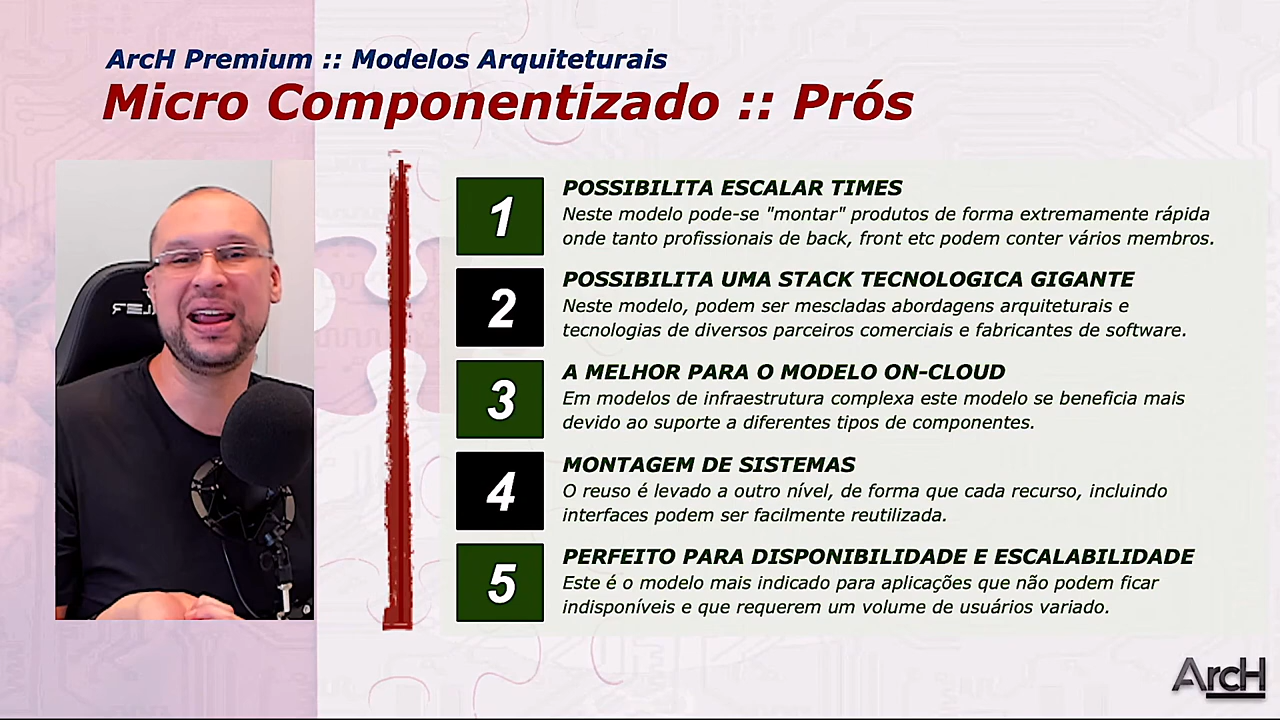 ArcH Premium :: Modelos Arquiteturais
Micro Componentizado :: Prós
1
POSSIBILITA ESCALAR TIMES
Neste modelo pode-se "montar" produtos de forma extremamente rápida
onde tanto profissionais de back, front etc podem conter vários membros.
2
POSSIBILITA UMA STACK TECNOLOGICA GIGANTE
Neste modelo, podem ser mescladas abordagens arquiteturais e
tecnologias de diversos parceiros comerciais e fabricantes de software.
3
A MELHOR PARA O MODELO ON-CLOUD
Em modelos de infraestrutura complexa este modelo se beneficia mais
devido ao suporte a diferentes tipos de componentes.
4
MONTAGEM DE SISTEMAS
O reuso é levado a outro nível, de forma que cada recurso, incluindo
interfaces podem ser facilmente reutilizada.
5
PERFEITO PARA DISPONIBILIDADE E ESCALABILIDADE
Este é o modelo mais indicado para aplicações que não podem ficar
indisponíveis e que requerem um volume de usuários variado.
ArcH